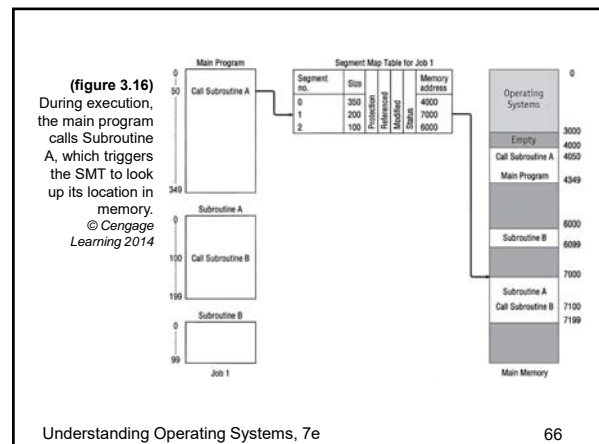 (figure 3.16)
During execution,
the main program
calls Subroutine
A, which triggers
the SMT to look
up its location in
memory.
© Cengage
Learning 2014
Main Program
0
50
Call Subroutine A
349
Subroutine A
0
100
Call Subroutine B
199
Subroutine B
0
99
Job 1
Segment Map Table for Job 1
Segment no. Size Protection Referenced Modified Status Memory address
0 350 4000
1 200 7000
2 100 6000
0
Operating
Systems
3000
Empty
4000
Call Subroutine A 4050
Main Program 4349
6000
Subroutine B
6099
7000
Subroutine A
Call Subroutine B 7100
7199
Main Memory
Understanding Operating Systems, 7e 66